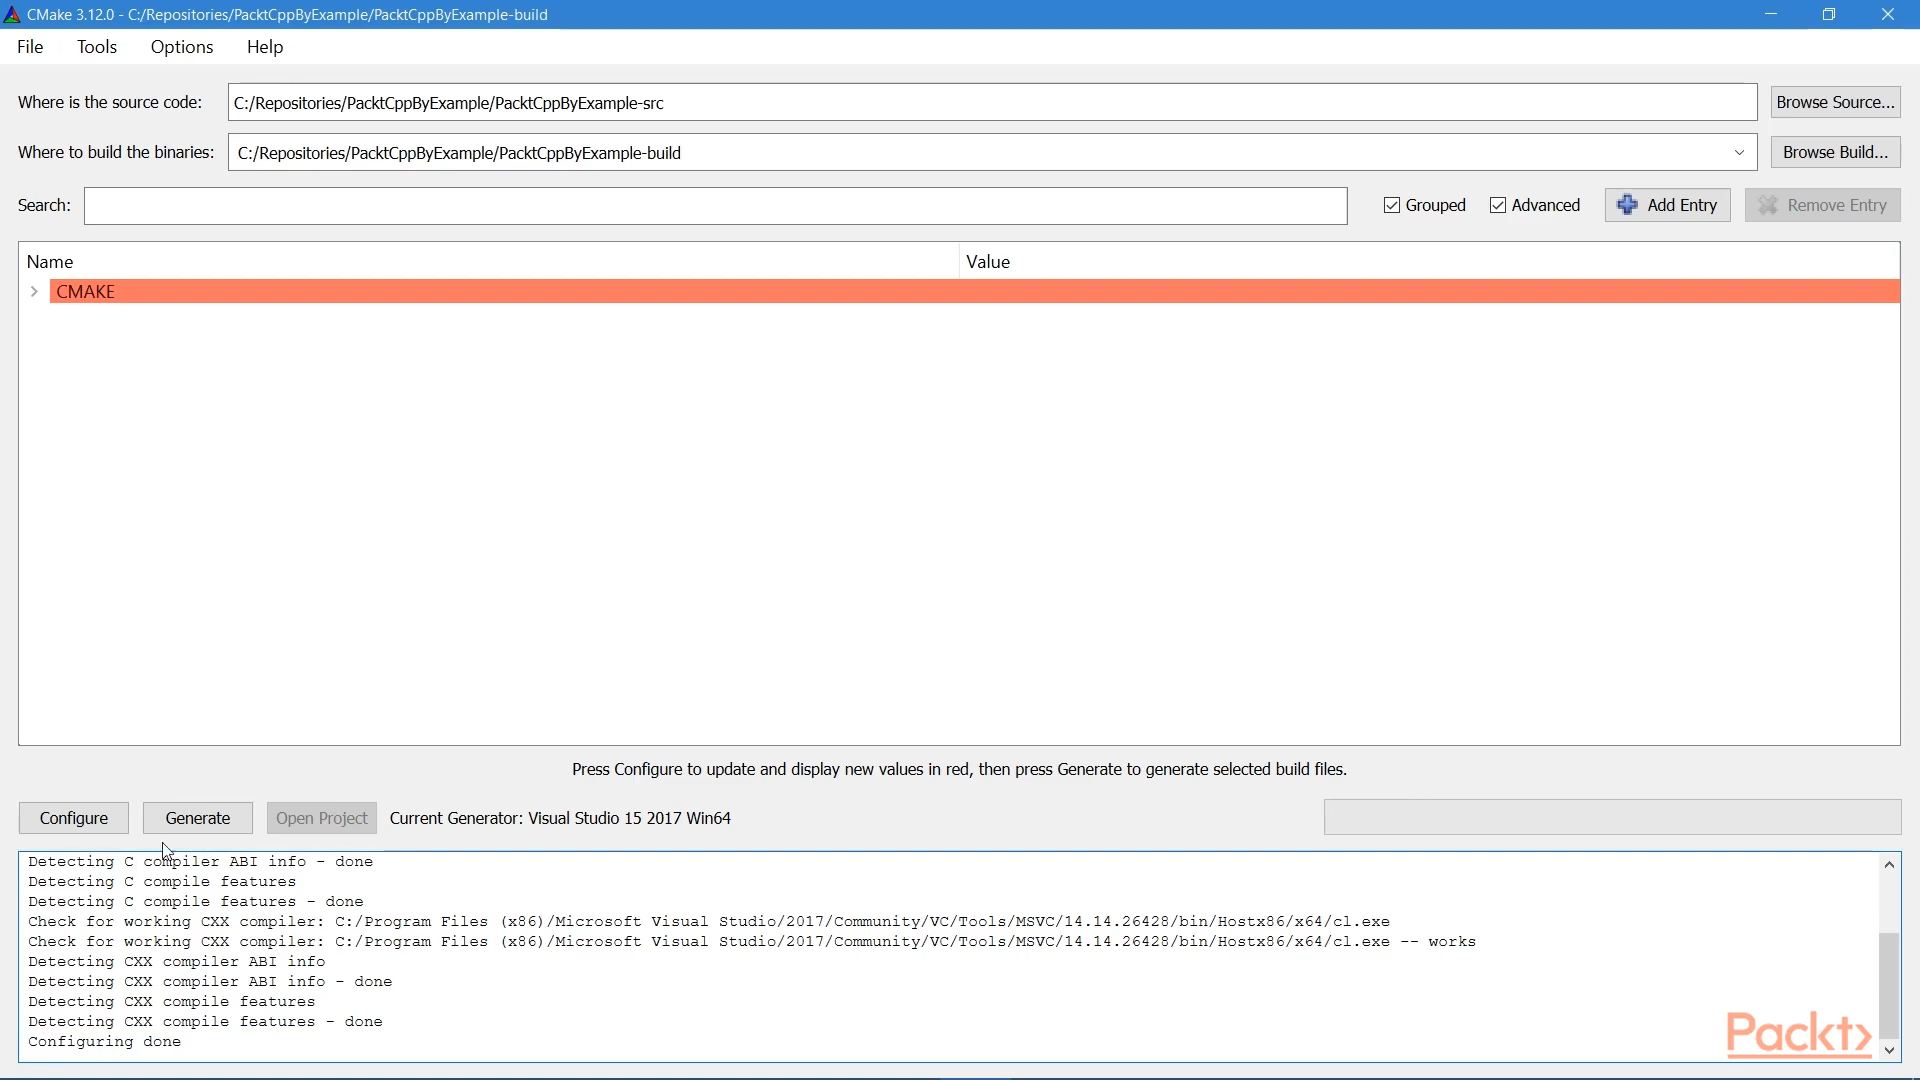 CMake 3.12.0 - C:/Repositories/PacktCppByExample/PacktCppByExample-build
File Tools Options Help
Where is the source code: C:/Repositories/PacktCppByExample/PacktCppByExample-src Browse Source...
Where to build the binaries: C:/Repositories/PacktCppByExample/PacktCppByExample-build Browse Build...
Search: Grouped Advanced Add Entry Remove Entry
Name Value
CMAKE
Press Configure to update and display new values in red, then press Generate to generate selected build files.
Configure Generate Open Project Current Generator: Visual Studio 15 2017 Win64
Detecting C compiler ABI info - done
Detecting C compile features
Detecting C compile features - done
Check for working CXX compiler: C:/Program Files (x86)/Microsoft Visual Studio/2017/Community/VC/Tools/MSVC/14.14.26428/bin/Hostx86/x64/cl.exe
Check for working CXX compiler: C:/Program Files (x86)/Microsoft Visual Studio/2017/Community/VC/Tools/MSVC/14.14.26428/bin/Hostx86/x64/cl.exe -- works
Detecting CXX compiler ABI info
Detecting CXX compiler ABI info - done
Detecting CXX compile features
Detecting CXX compile features - done
Configuring done
Packt>